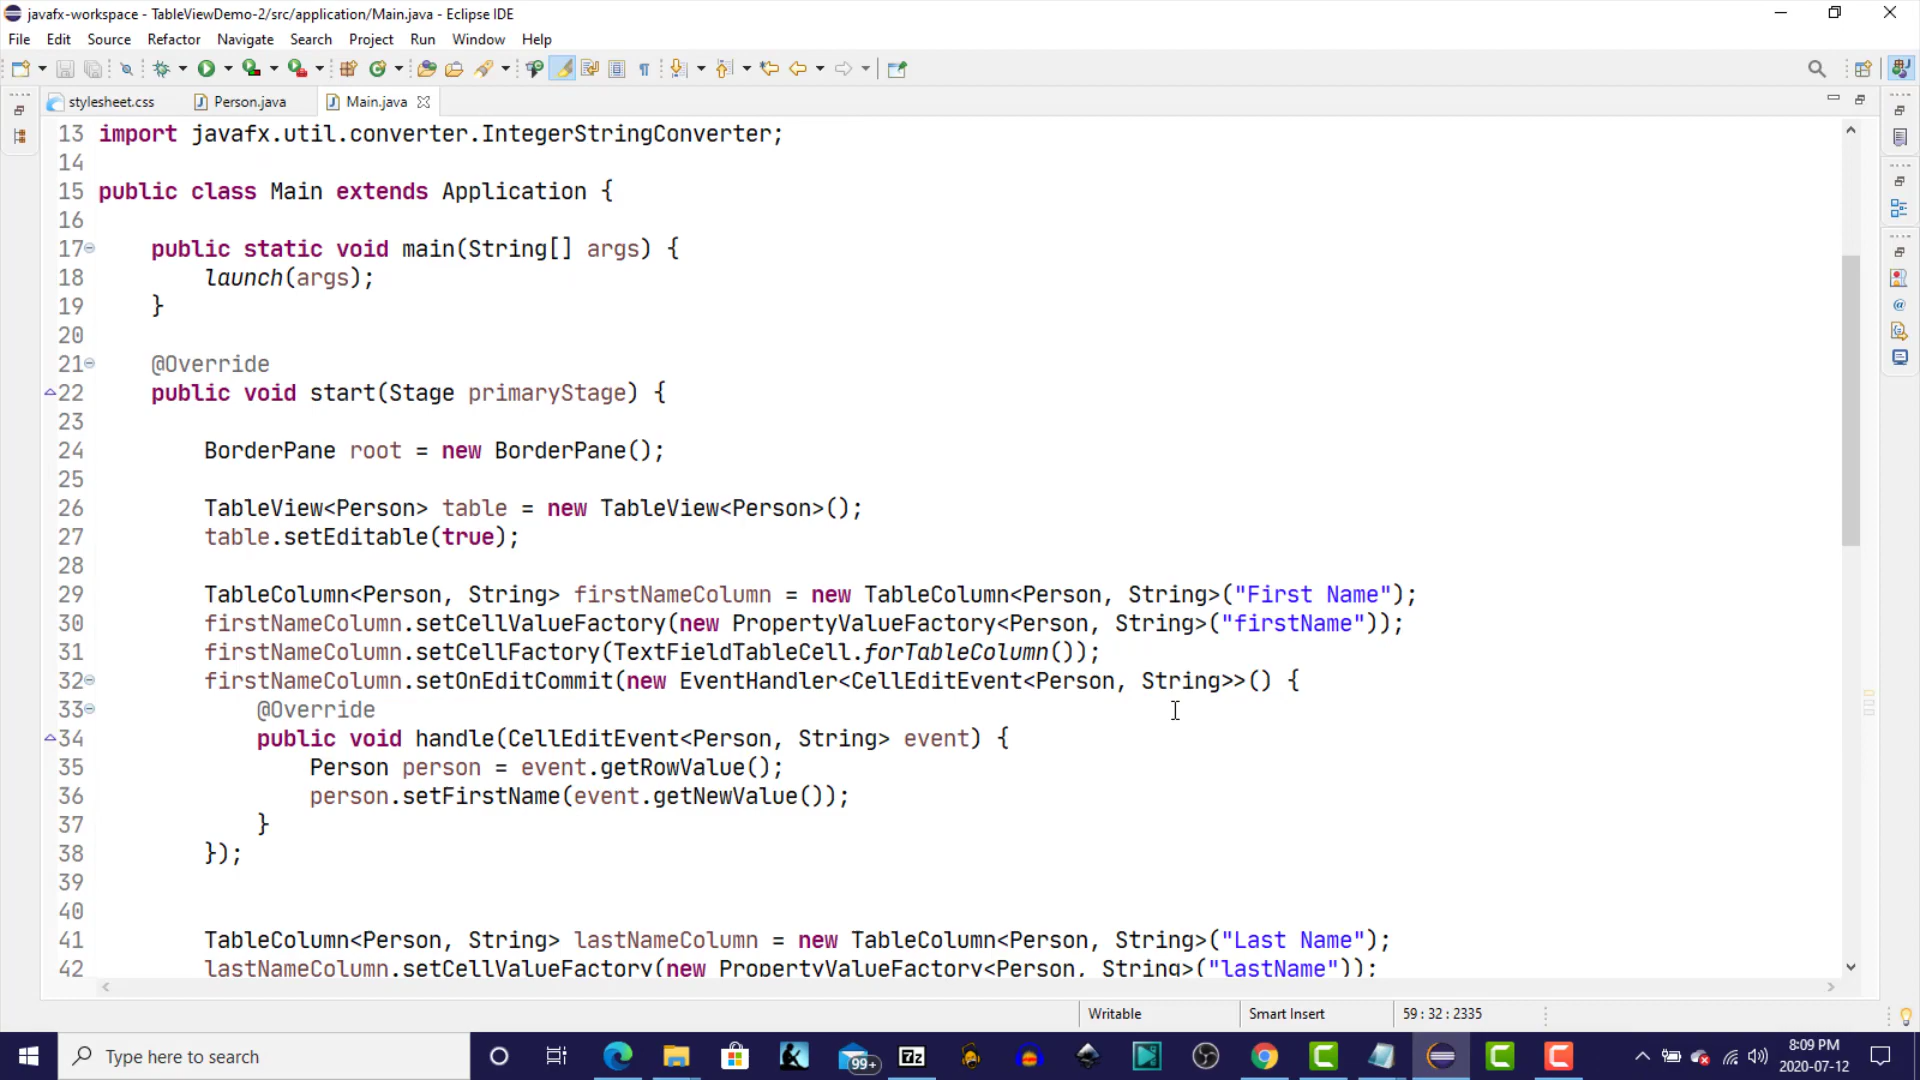 javafx-workspace - TableViewDemo-2/src/application/Main.java - Eclipse IDE
File Edit Source Refactor Navigate Search Project Run Window Help
stylesheet.css Person.java Main.java
13 import javafx.util.converter.IntegerStringConverter;
14
15 public class Main extends Application {
16
17 public static void main(String[] args) {
18 launch(args);
19 }
20
21 @Override
22 public void start(Stage primaryStage) {
23
24 BorderPane root = new BorderPane();
25
26 TableView<Person> table = new TableView<Person>();
27 table.setEditable(true);
28
29 TableColumn<Person, String> firstNameColumn = new TableColumn<Person, String>("First Name");
30 firstNameColumn.setCellValueFactory(new PropertyValueFactory<Person, String>("firstName"));
31 firstNameColumn.setCellFactory(TextFieldTableCell.forTableColumn());
32 firstNameColumn.setOnEditCommit(new EventHandler<CellEditEvent<Person, String>>() {
33 @Override
34 public void handle(CellEditEvent<Person, String> event) {
35 Person person = event.getRowValue();
36 person.setFirstName(event.getNewValue());
37 }
38 });
39
40
41 TableColumn<Person, String> lastNameColumn = new TableColumn<Person, String>("Last Name");
42 lastNameColumn.setCellValueFactory(new PropertyValueFactory<Person, String>("lastName"));
Writable Smart Insert 59 : 32 : 2335
Type here to search
99+
7z
8:09 PM
2020-07-12